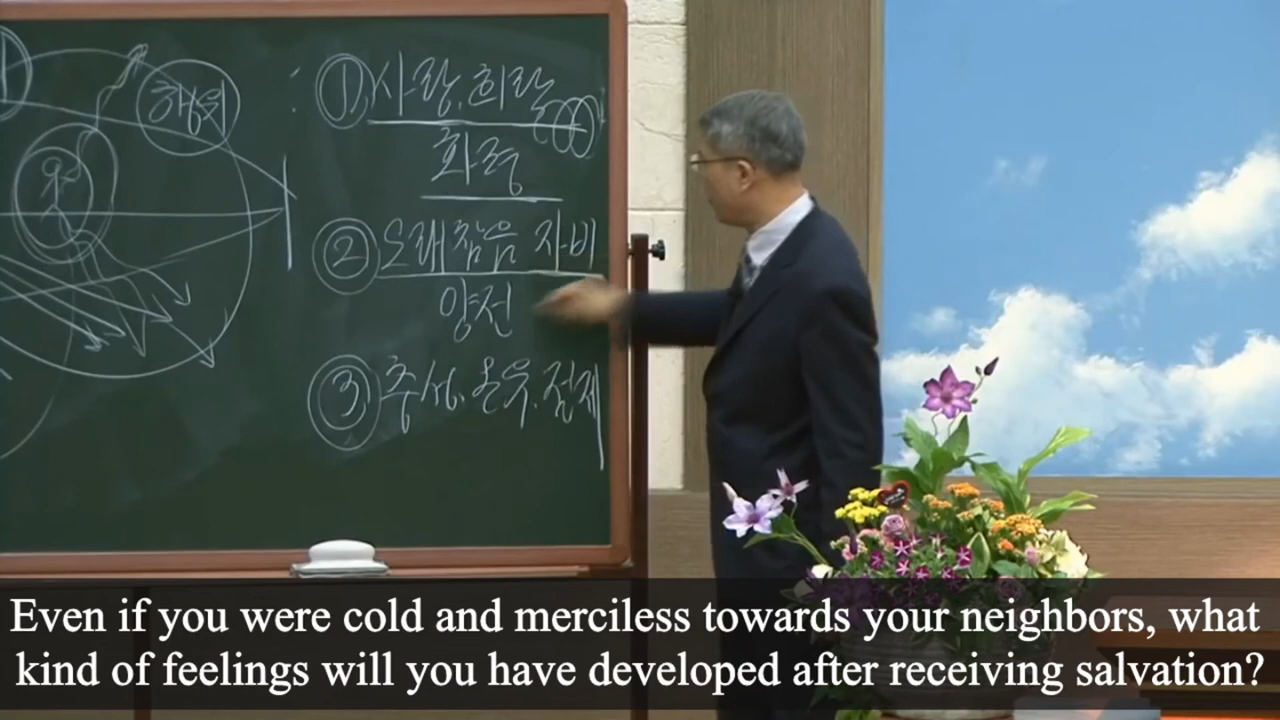 행위
① 사랑, 희락
화평
② 오래참음 자비
양선
③ 충성, 온유, 절제
Even if you were cold and merciless towards your neighbors, what
kind of feelings will you have developed after receiving salvation?